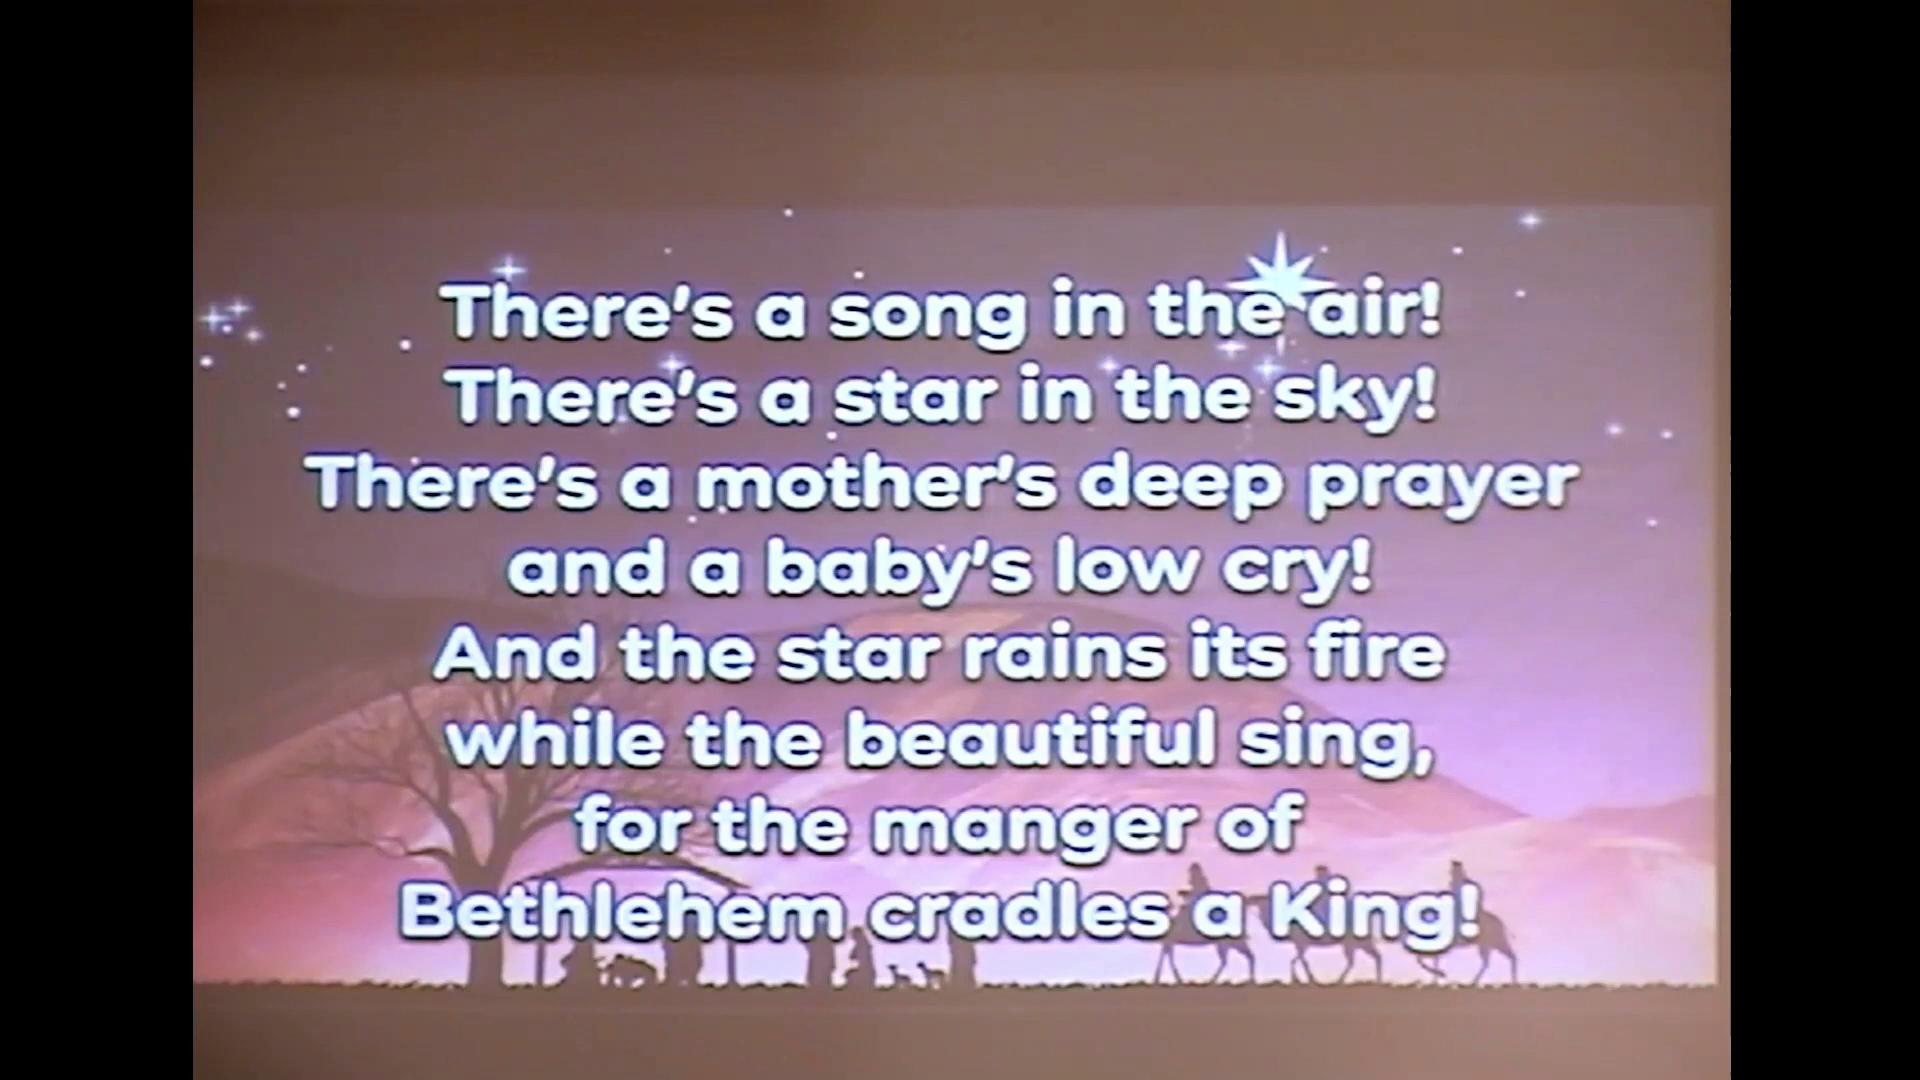 There's a song in the air!
There's a star in the sky!
There's a mother's deep prayer
and a baby's low cry!
And the star rains its fire
while the beautiful sing,
for the manger of
Bethlehem cradles a King!